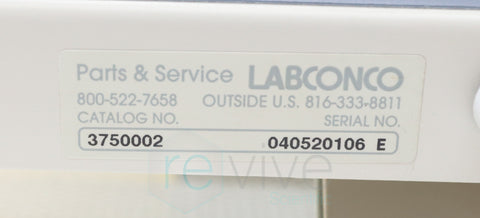 Parts & Service LABCONCO
800-522-7658 OUTSIDE U.S. 816-333-8811
CATALOG NO. SERIAL NO.
3750002 040520106 E
revive